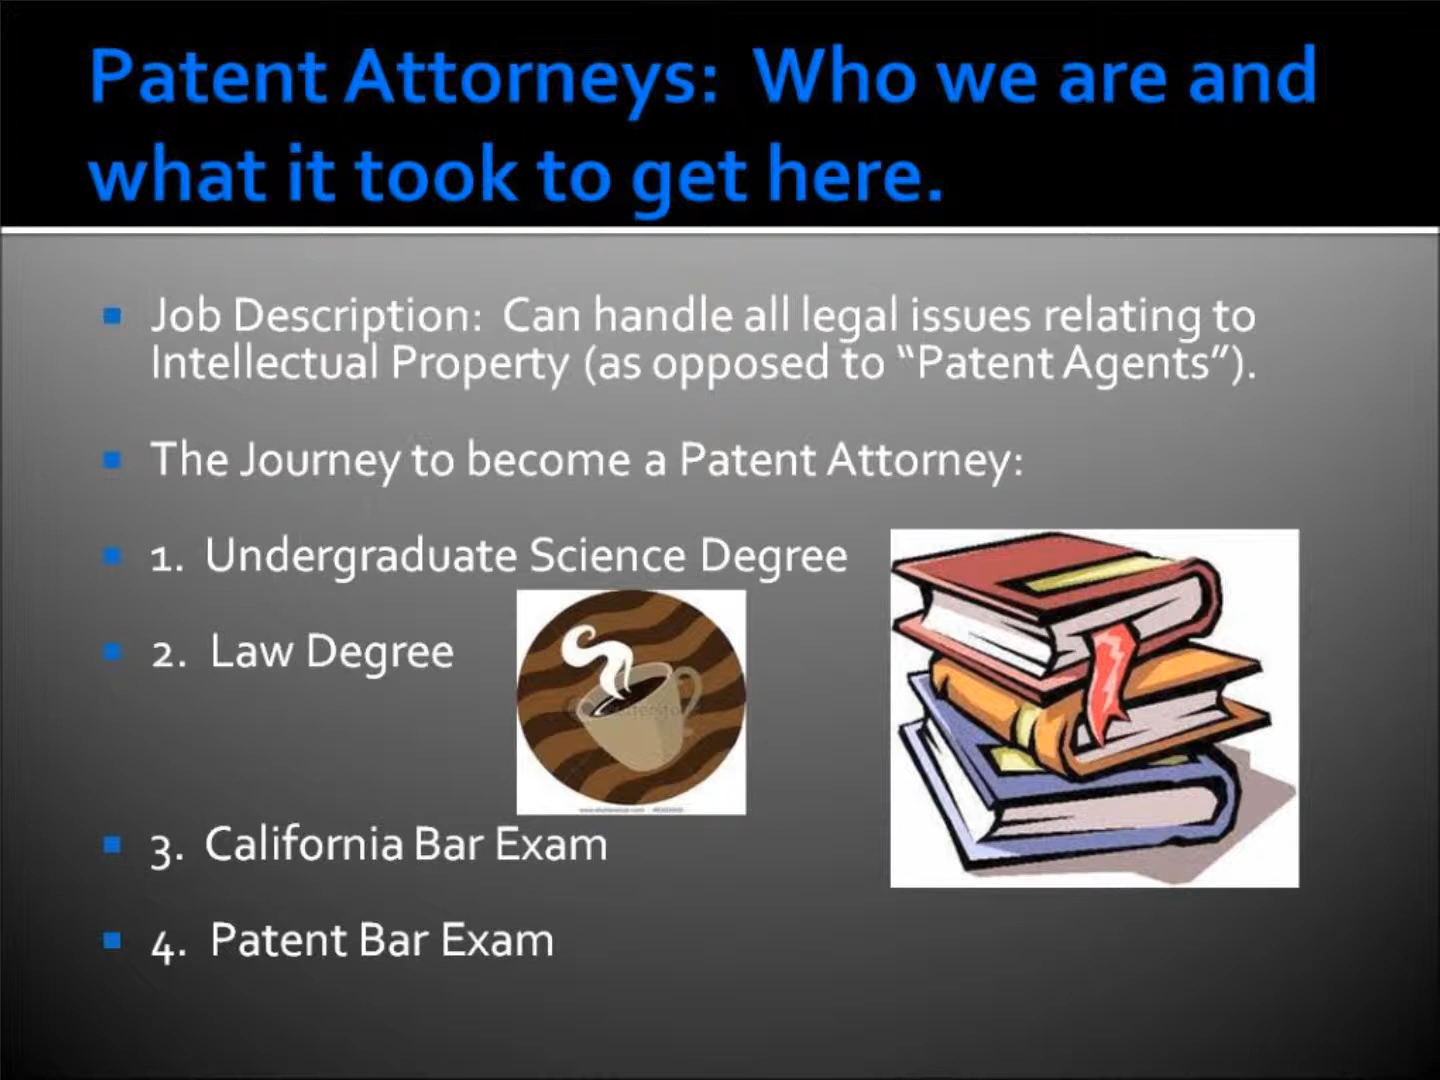 Patent Attorneys:  Who we are and
what it took to get here.
Job Description:  Can handle all legal issues relating to
Intellectual Property (as opposed to “Patent Agents”).
The Journey to become a Patent Attorney:
1.  Undergraduate Science Degree
2.  Law Degree
3.  California Bar Exam
4.  Patent Bar Exam